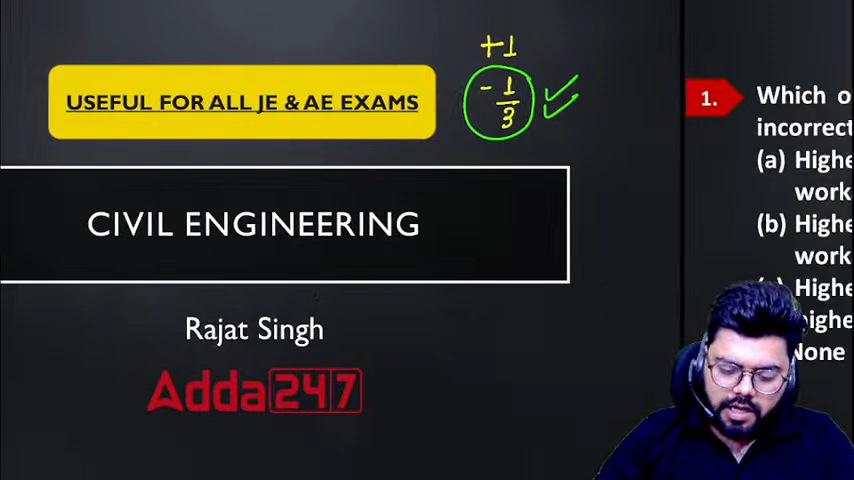 USEFUL FOR ALL JE & AE EXAMS
+1
- 1/3
CIVIL ENGINEERING
Rajat Singh
Adda247
1.
Which o
incorrect
(a) Highe
work
(b) Highe
work
Highe
None